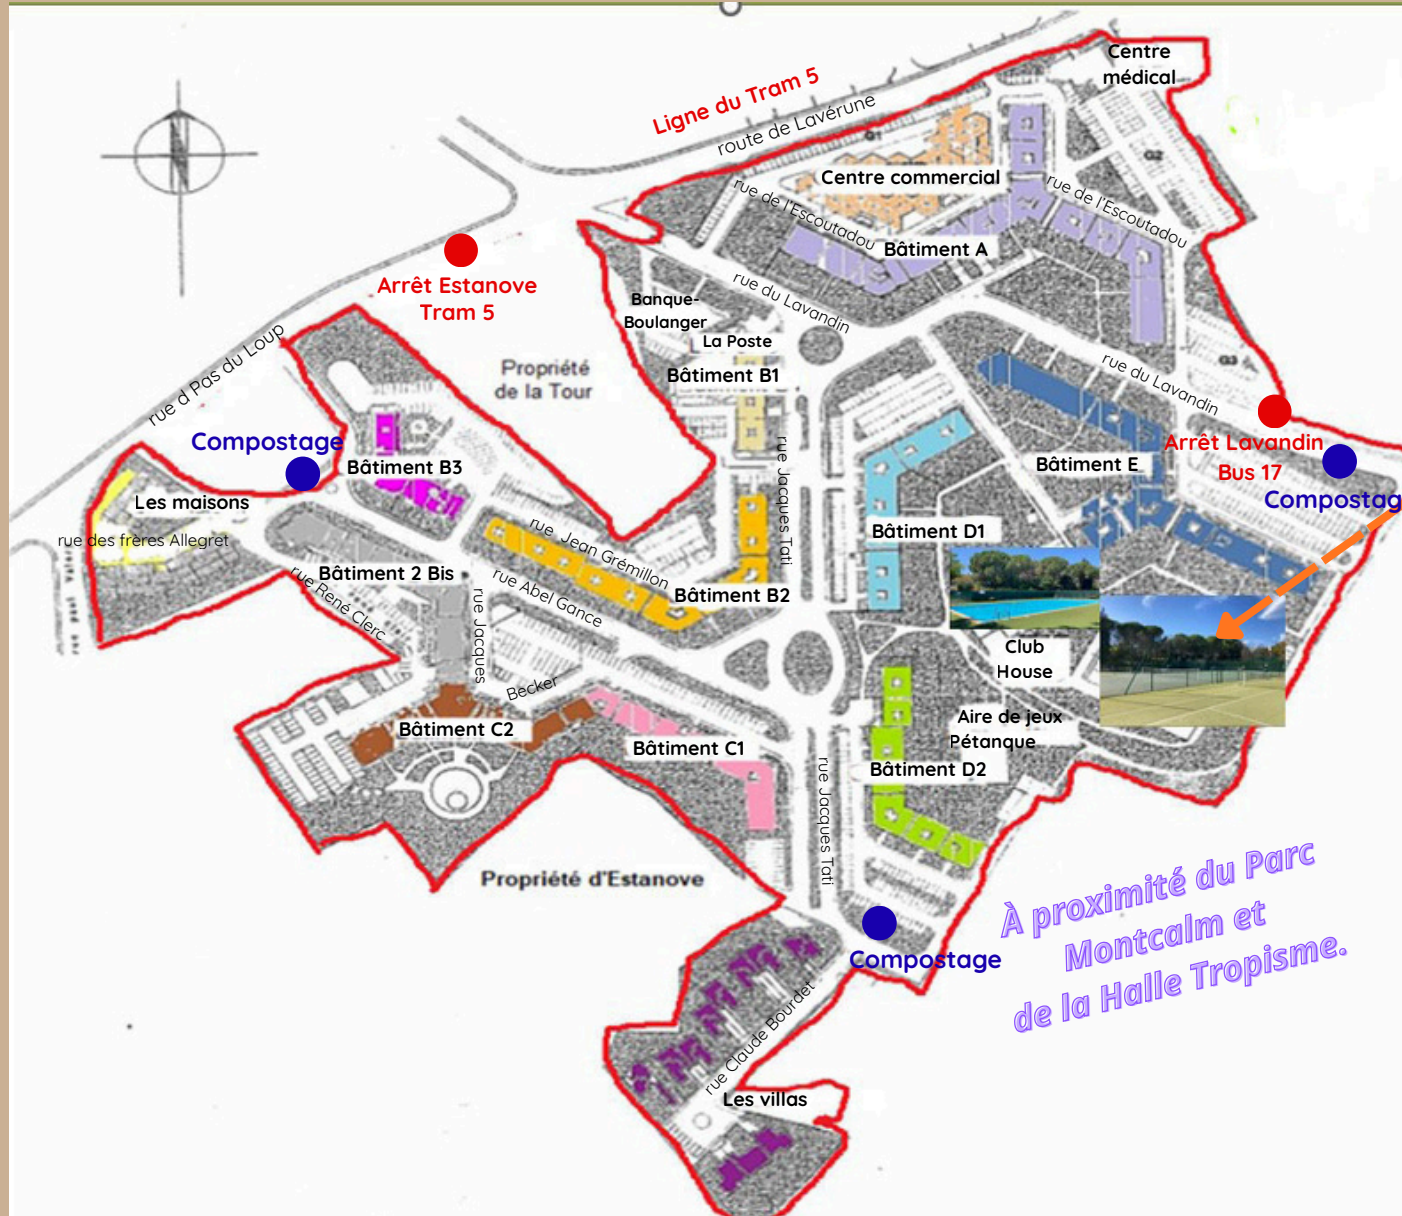 Centre
médical
Ligne du Tram 5
route de Lavérune
G1
G2
Centre commercial
rue de l'Escoutadou
rue de l'Escoutadou
Bâtiment A
N
Arrêt Estanove
Tram 5
rue du Lavandin
Banque-
Boulanger
La Poste
Bâtiment B1
G3
rue du Lavandin
Propriété
de la Tour
rue d Pas du Loup
Compostage
Bâtiment B3
Les maisons
rue des frères Allegret
Arrêt Lavandin
Bus 17
Compostag
Bâtiment E
rue Jacques Tati
Bâtiment D1
rue Jean Grémillon
Bâtiment 2 Bis
rue René Clerc
rue Abel Gance
Bâtiment B2
rue Jacques
Becker
Club
House
Aire de jeux
Pétanque
Bâtiment C2
Bâtiment C1
Bâtiment D2
rue Jacques Tati
Propriété d'Estanove
À proximité du Parc
Montcalm et
de la Halle Tropisme.
Compostage
rue Claude Bourdet
Les villas